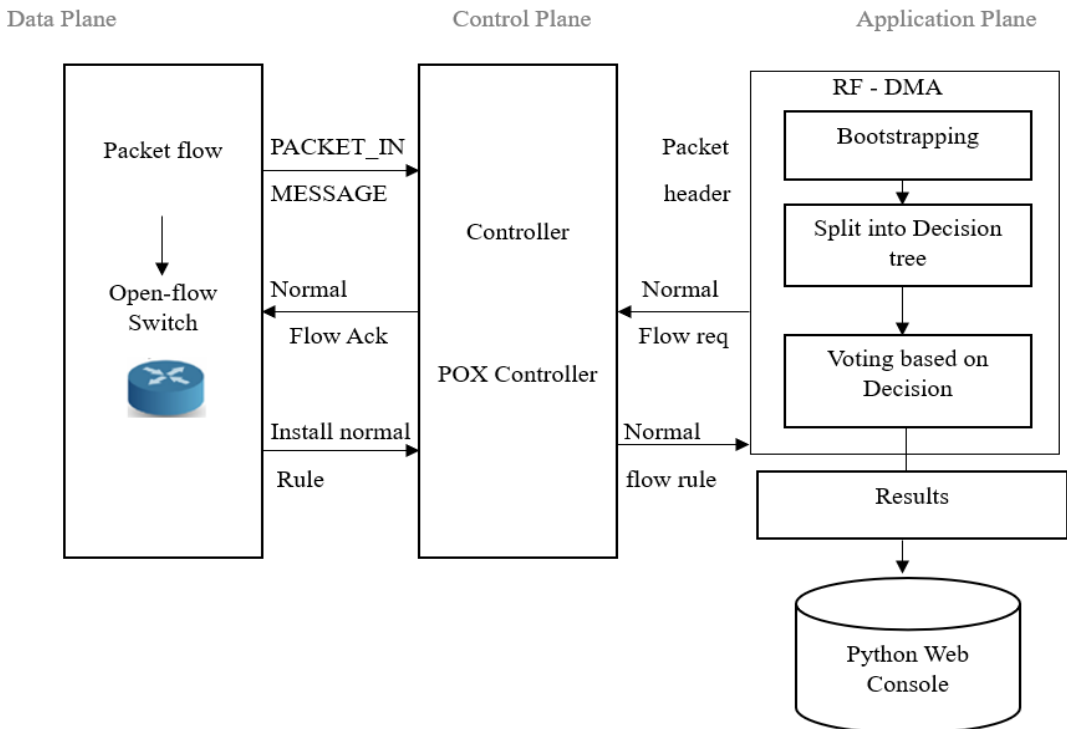 Data Plane
Control Plane
Application Plane
Packet flow
Open-flow
Switch
PACKET_IN
MESSAGE
Normal
Flow Ack
Install normal
Rule
Controller
POX Controller
Packet
header
Normal
Flow req
Normal
flow rule
RF - DMA
Bootstrapping
Split into Decision
tree
Voting based on
Decision
Results
Python Web
Console